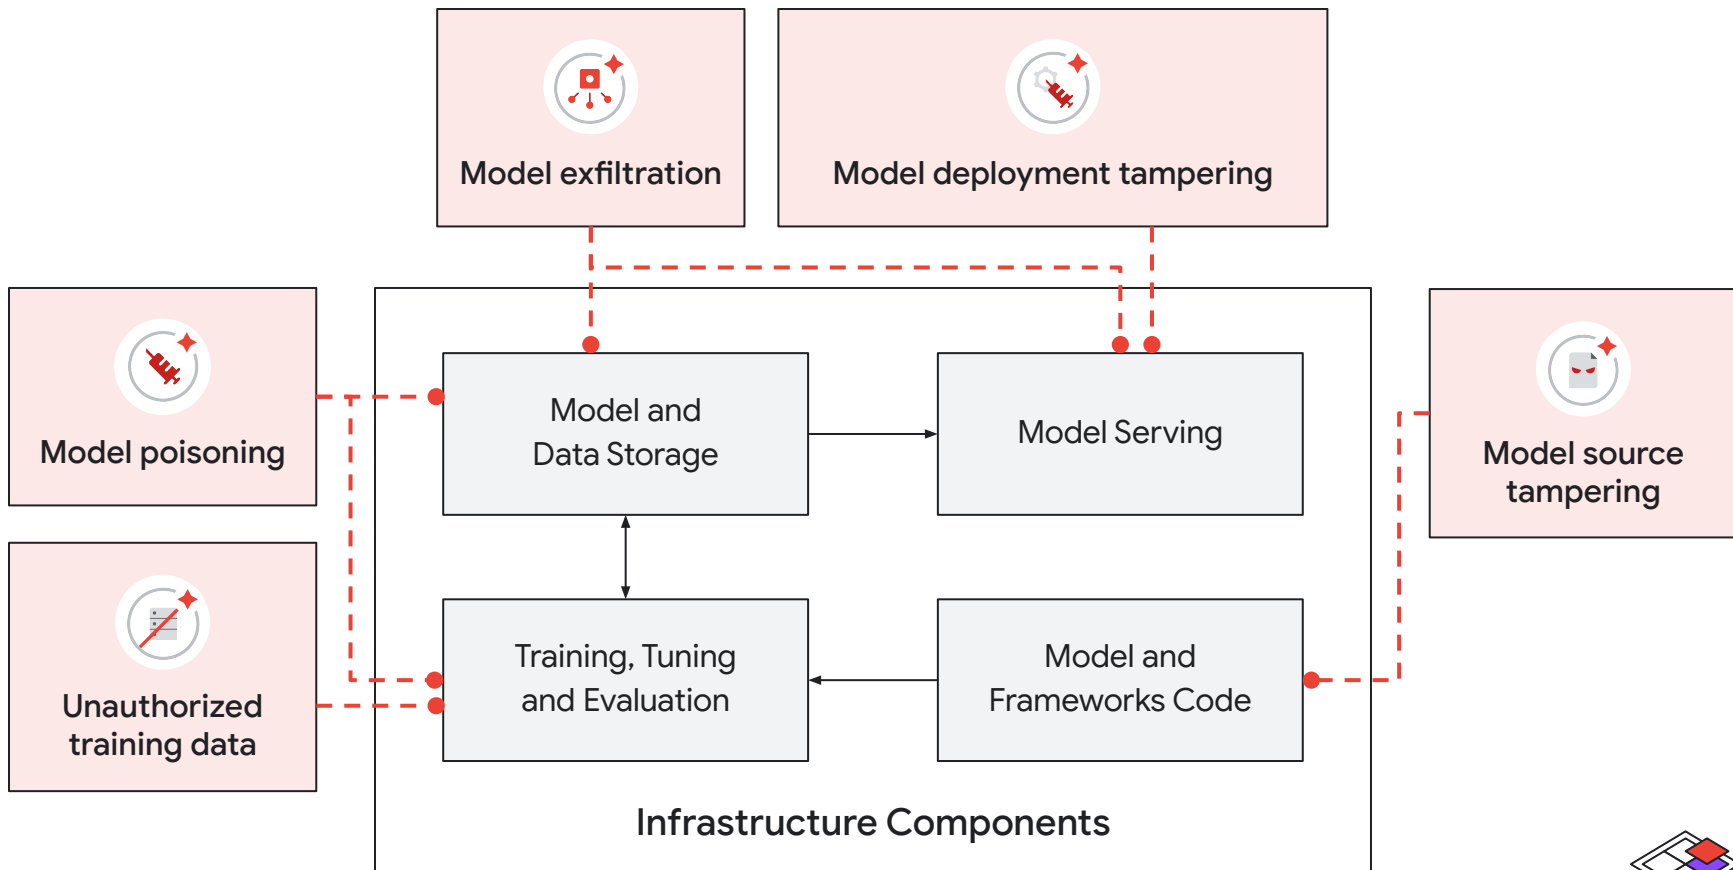 Model exfiltration
Model deployment tampering
Model poisoning
Model and
Data Storage
Model Serving
Model source
tampering
Unauthorized
training data
Training, Tuning
and Evaluation
Model and
Frameworks Code
Infrastructure Components